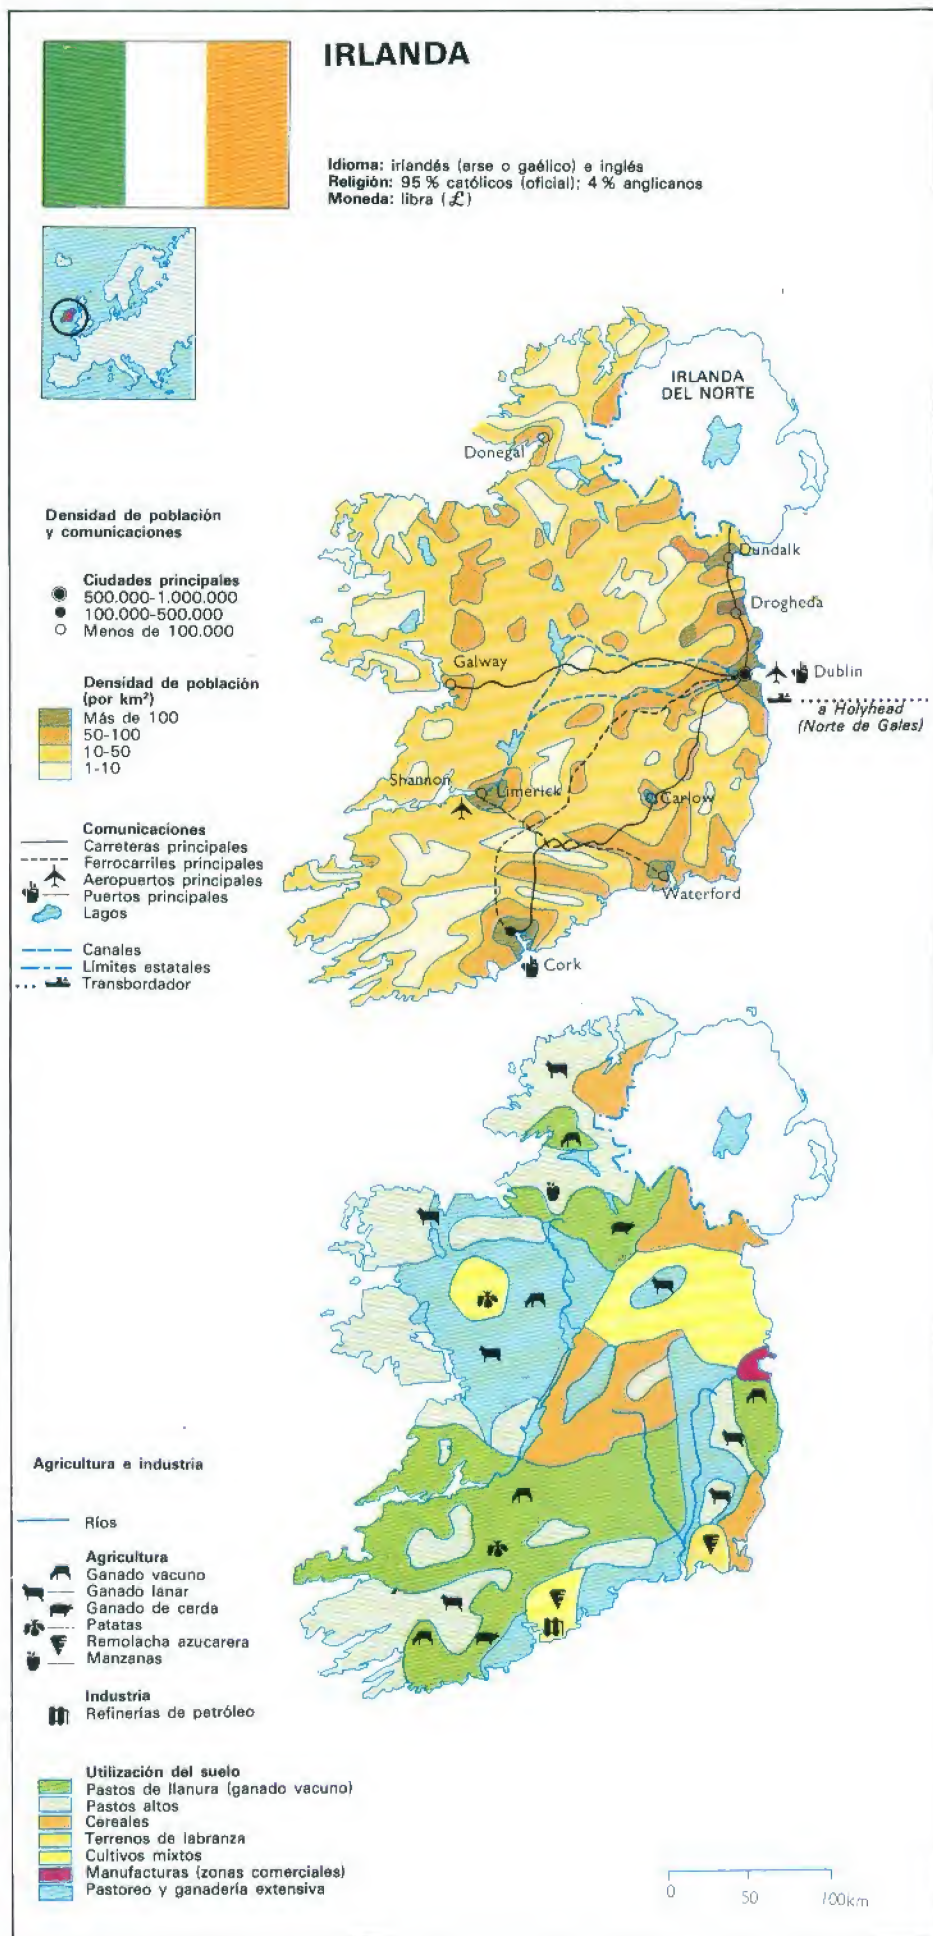 IRLANDA
Idioma: irlandés (erse o gaélico) e inglés
Religión: 95 % católicos (oficial); 4 % anglicanos
Moneda: libra (£)
IRLANDA
DEL NORTE
Donegal
Dundalk
Drogheda
Galway
Dublin
a Holyhead
(Norte de Gales)
Shannon
Limerick
Carlow
Waterford
Cork
Densidad de población
y comunicaciones
Ciudades principales
500.000-1.000.000
100.000-500.000
Menos de 100.000
Densidad de población
(por km²)
Más de 100
50-100
10-50
1-10
Comunicaciones
Carreteras principales
Ferrocarriles principales
Aeropuertos principales
Puertos principales
Lagos
Canales
Límites estatales
Transbordador
Agricultura e industria
Ríos
Agricultura
Ganado vacuno
Ganado lanar
Ganado de cerda
Patatas
Remolacha azucarera
Manzanas
Industria
Refinerías de petróleo
Utilización del suelo
Pastos de llanura (ganado vacuno)
Pastos altos
Cereales
Terrenos de labranza
Cultivos mixtos
Manufacturas (zonas comerciales)
Pastoreo y ganadería extensiva
0 50 100km